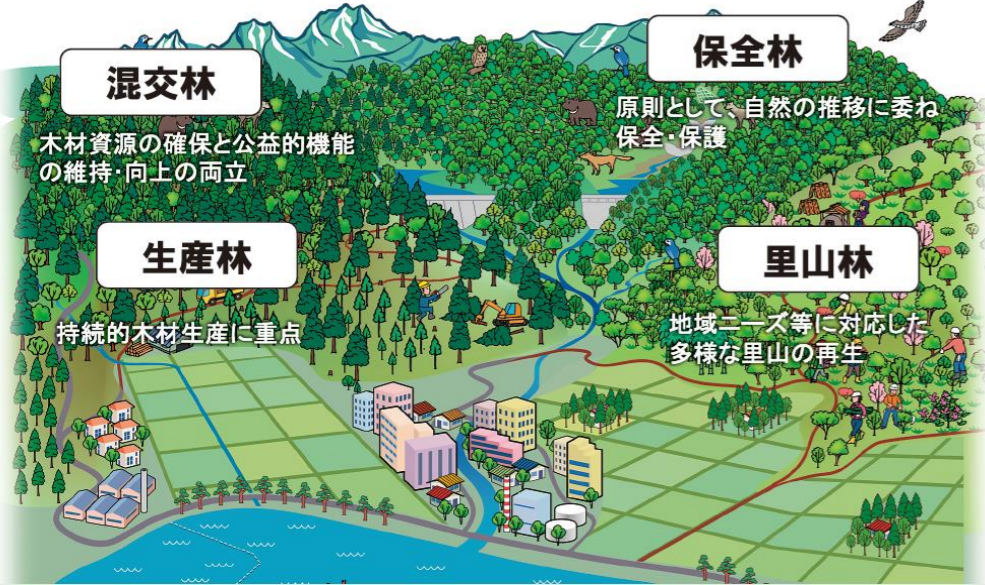 混交林
木材資源の確保と公益的機能
の維持・向上の両立
保全林
原則として、自然の推移に委ね
保全・保護
生産林
持続的木材生産に重点
里山林
地域ニーズ等に対応した
多様な里山の再生